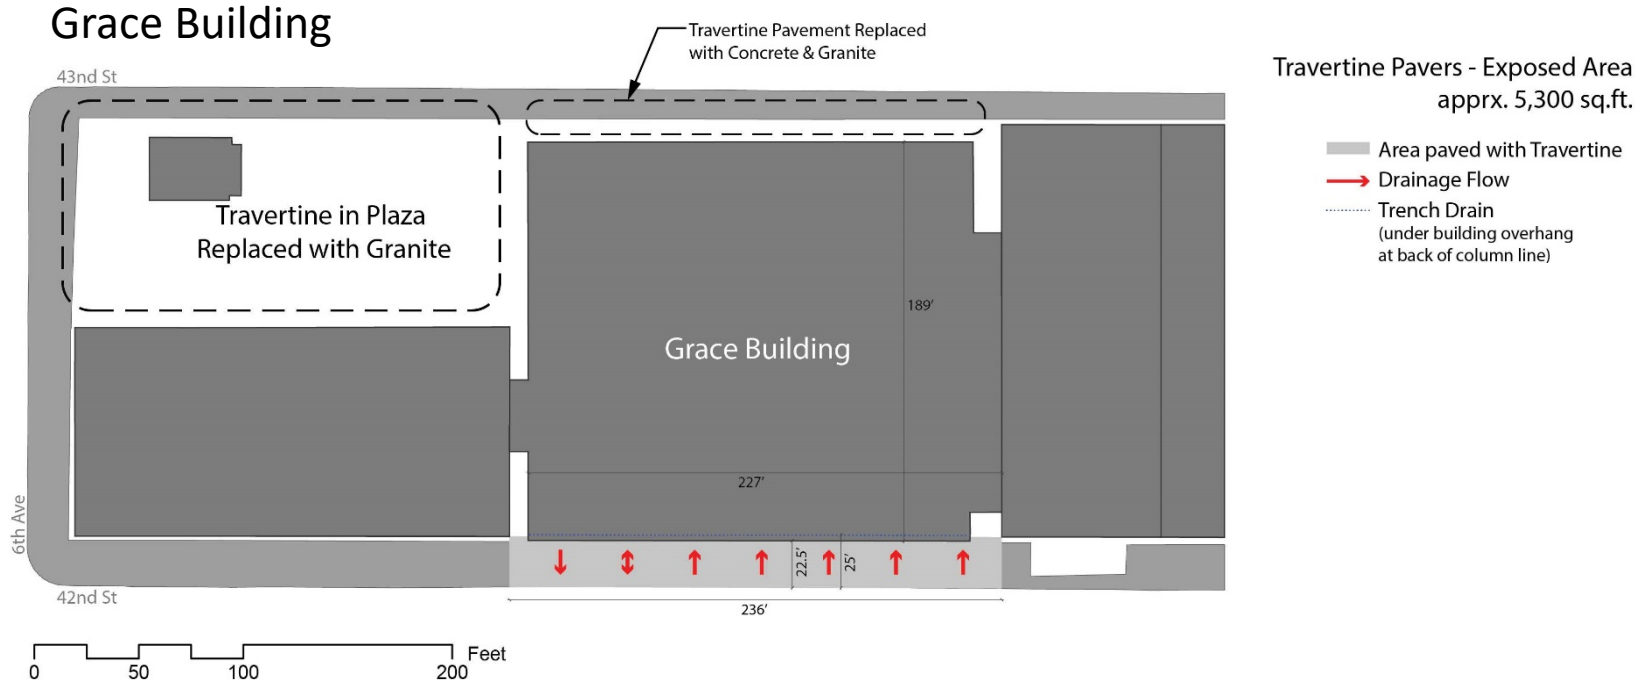 Grace Building
Travertine Pavement Replaced
with Concrete & Granite
43nd St
Travertine Pavers - Exposed Area
apprx. 5,300 sq.ft.
Area paved with Travertine
Drainage Flow
Trench Drain
(under building overhang
at back of column line)
Travertine in Plaza
Replaced with Granite
189'
Grace Building
227'
6th Ave
22.5'
25'
42nd St
236'
0 50 100 200 Feet